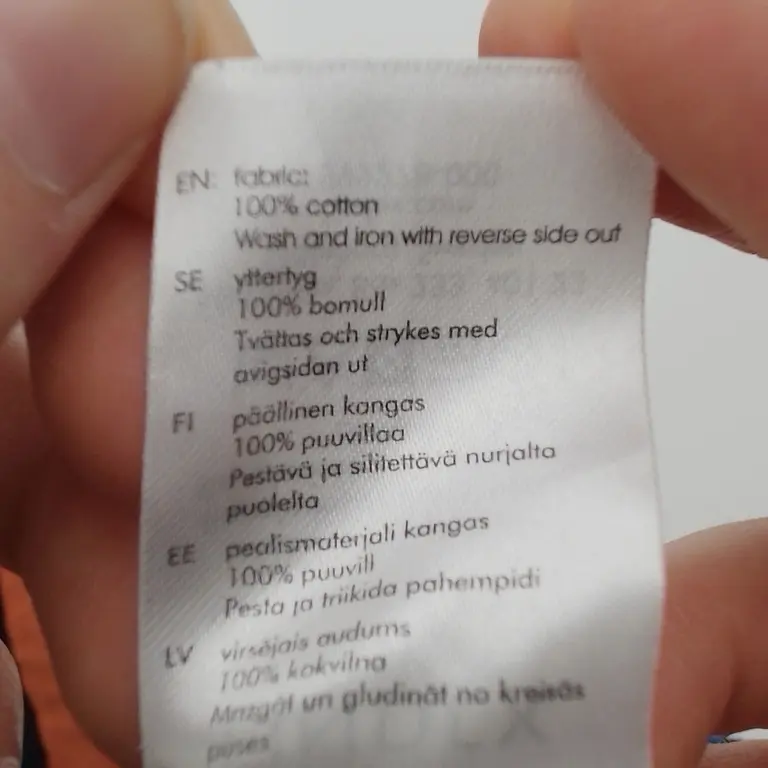 EN: fabric:
100% cotton
Wash and iron with reverse side out
SE yttertyg
100% bomull
Tvättas och strykes med
avigsidan ut
FI päällinen kangas
100% puuvillaa
Pestävä ja silitettävä nurjalta
puolelta
EE pealismaterjali kangas
100% puuvill
Pesta ja triikida pahempidi
LV virsējais audums
100% kokvilna
Mazgāt un gludināt no kreisās
puses